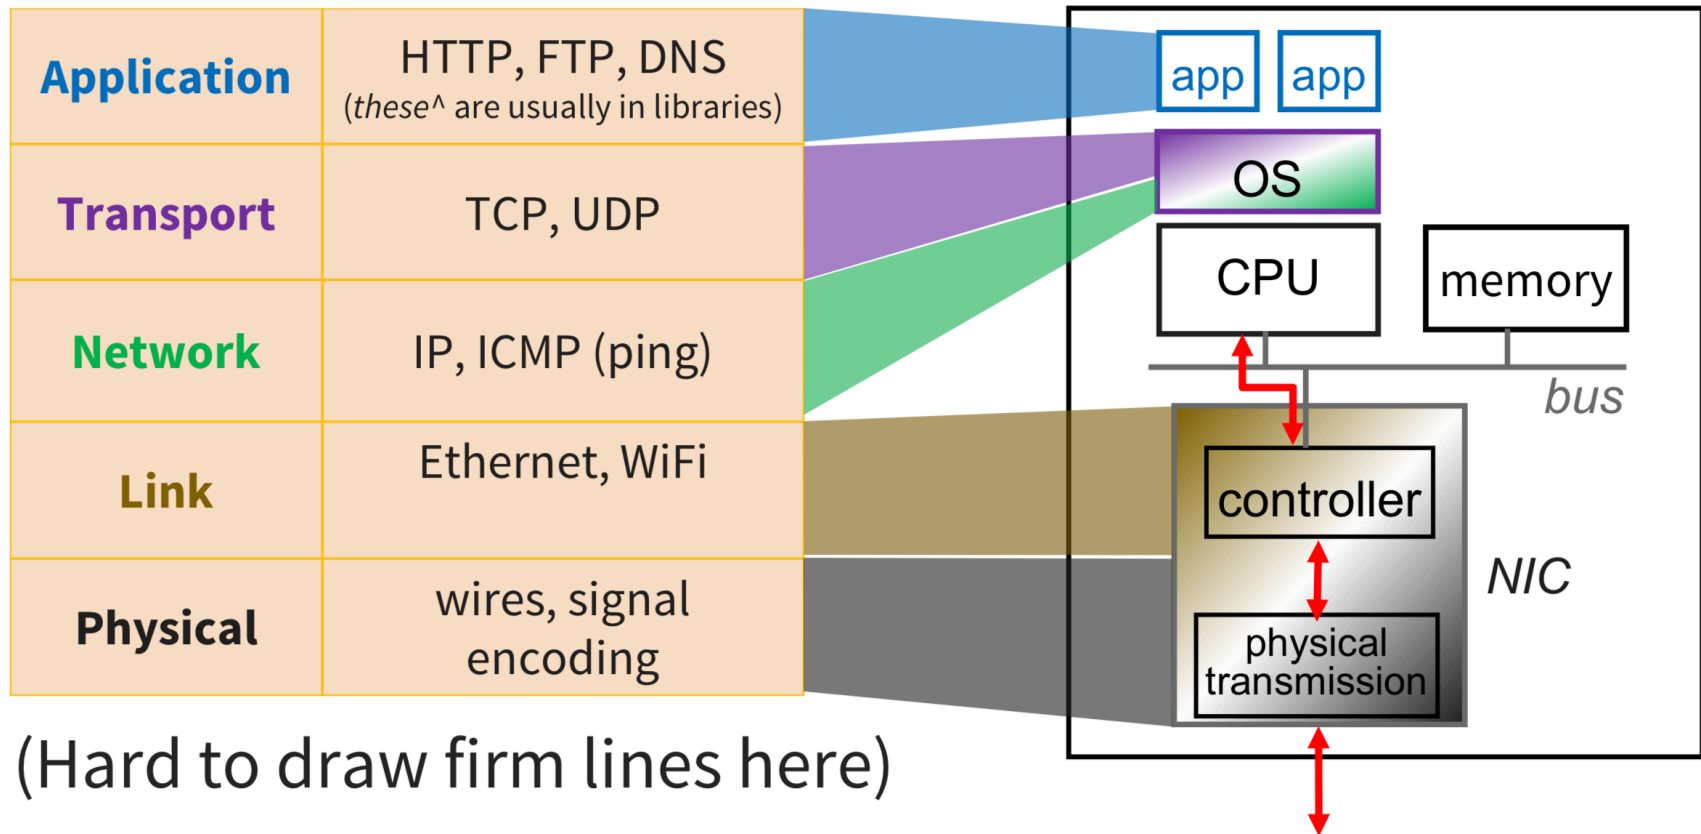 Application
HTTP, FTP, DNS
(these^ are usually in libraries)
Transport
TCP, UDP
Network
IP, ICMP (ping)
Link
Ethernet, WiFi
Physical
wires, signal
encoding
(Hard to draw firm lines here)
app
app
OS
CPU
memory
bus
controller
NIC
physical
transmission